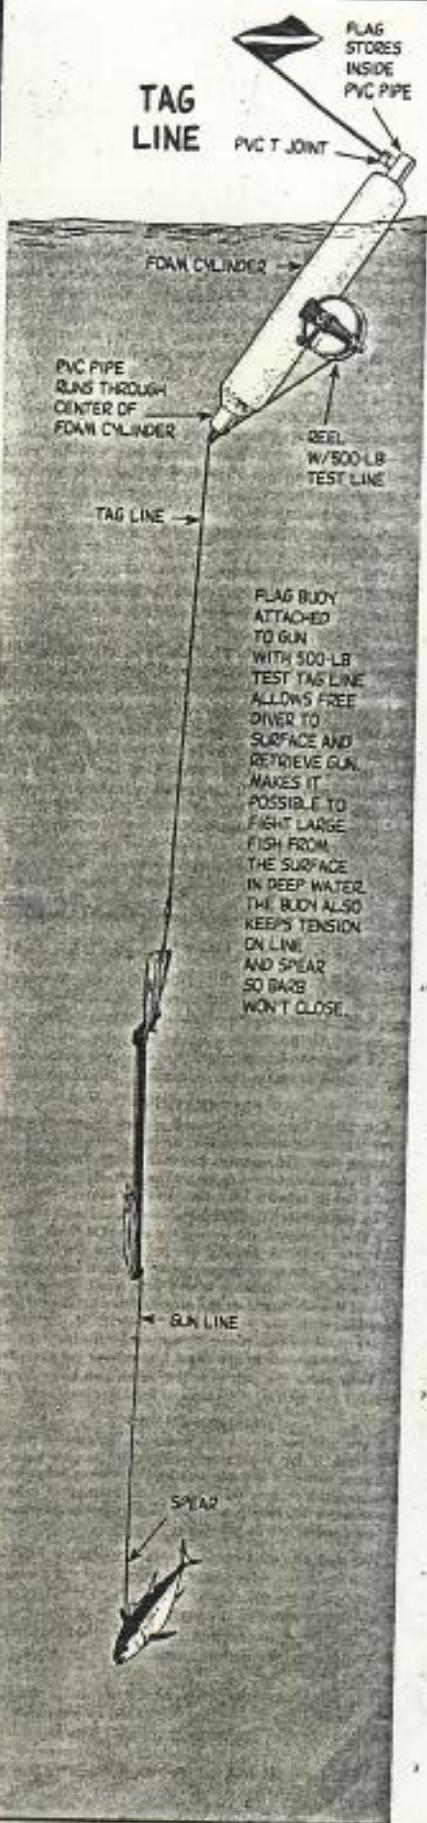 TAG
LINE
FLAG
STORES
INSIDE
PVC PIPE
PVC T JOINT
FOAM CYLINDER
PVC PIPE
RUNS THROUGH
CENTER OF
FOAM CYLINDER
REEL
W/500-LB
TEST LINE
TAG LINE
FLAG BUOY
ATTACHED
TO GUN
WITH 500-LB
TEST TAG LINE
ALLOWS FREE
DIVER TO
SURFACE AND
RETRIEVE GUN.
MAKES IT
POSSIBLE TO
FIGHT LARGE
FISH FROM
THE SURFACE
IN DEEP WATER.
THE BUOY ALSO
KEEPS TENSION
ON LINE
AND SPEAR
SO BARB
WON'T CLOSE.
GUN LINE
SPEAR